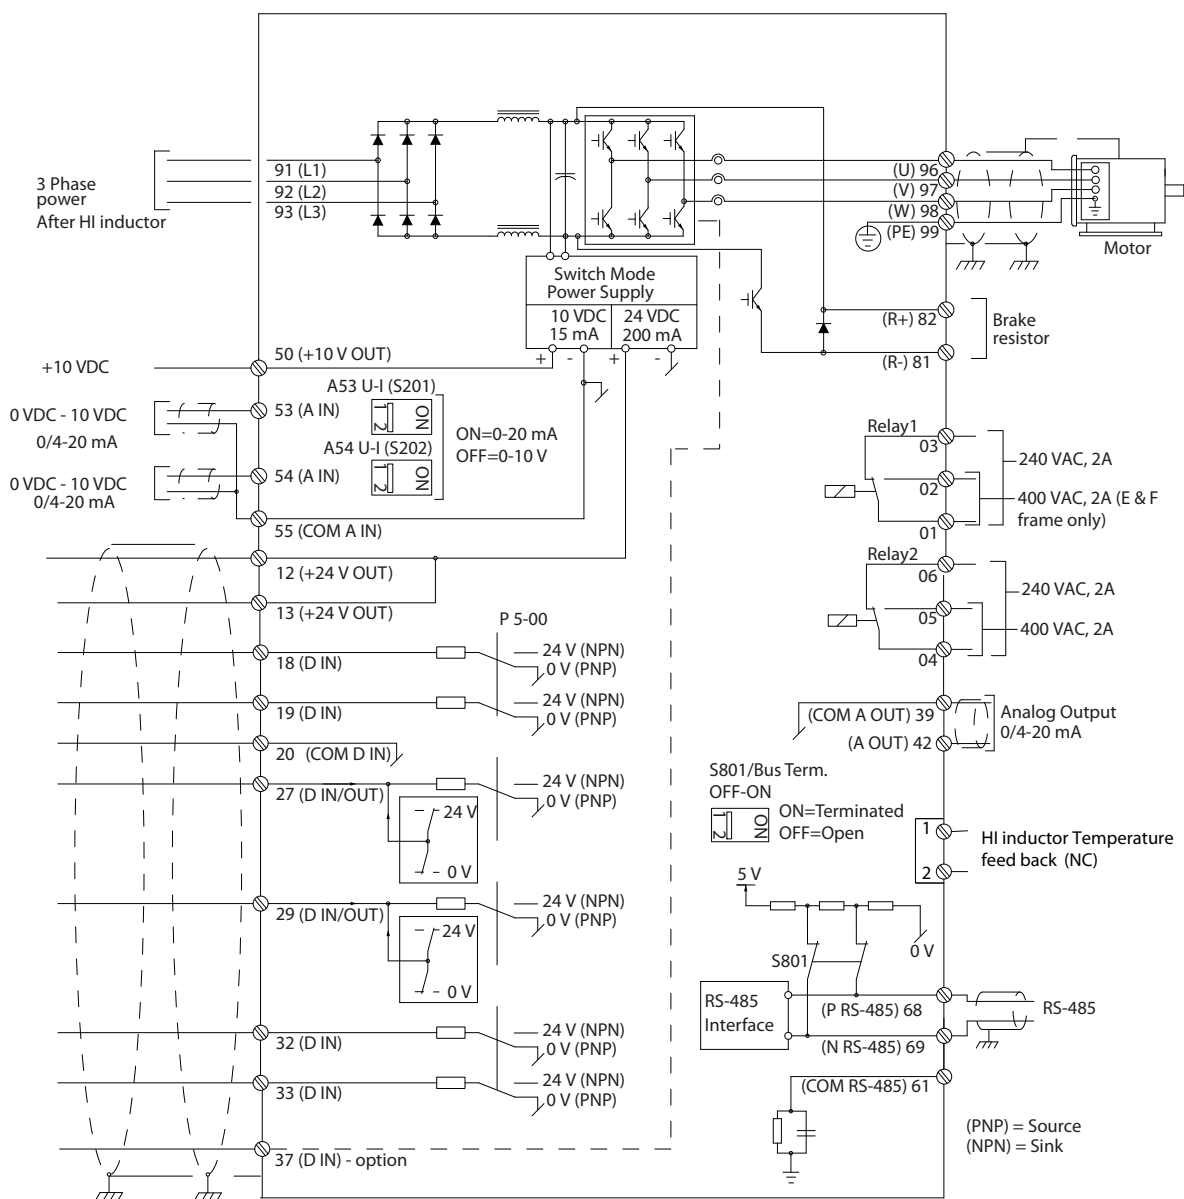 3 Phase
power
After HI inductor
91 (L1)
92 (L2)
93 (L3)
(U) 96
(V) 97
(W) 98
(PE) 99
Motor
Switch Mode
Power Supply
10 VDC
15 mA
24 VDC
200 mA
+ - + -
(R+) 82
(R-) 81
Brake
resistor
+10 VDC
50 (+10 V OUT)
0 VDC - 10 VDC
0/4-20 mA
53 (A IN)
A53 U-I (S201)
1 2
ON
0 VDC - 10 VDC
0/4-20 mA
54 (A IN)
A54 U-I (S202)
1 2
ON
ON=0-20 mA
OFF=0-10 V
55 (COM A IN)
12 (+24 V OUT)
13 (+24 V OUT)
Relay1
03
02
01
240 VAC, 2A
400 VAC, 2A (E & F
frame only)
Relay2
06
05
04
240 VAC, 2A
400 VAC, 2A
P 5-00
18 (D IN)
24 V (NPN)
0 V (PNP)
19 (D IN)
24 V (NPN)
0 V (PNP)
20 (COM D IN)
27 (D IN/OUT)
24 V (NPN)
0 V (PNP)
24 V
0 V
29 (D IN/OUT)
24 V (NPN)
0 V (PNP)
24 V
0 V
32 (D IN)
24 V (NPN)
0 V (PNP)
33 (D IN)
24 V (NPN)
0 V (PNP)
37 (D IN) - option
(COM A OUT) 39
(A OUT) 42
Analog Output
0/4-20 mA
S801/Bus Term.
OFF-ON
1 2
ON
ON=Terminated
OFF=Open
1
2
HI inductor Temperature
feed back (NC)
5 V
0 V
S801
RS-485
Interface
(P RS-485) 68
(N RS-485) 69
(COM RS-485) 61
RS-485
(PNP) = Source
(NPN) = Sink